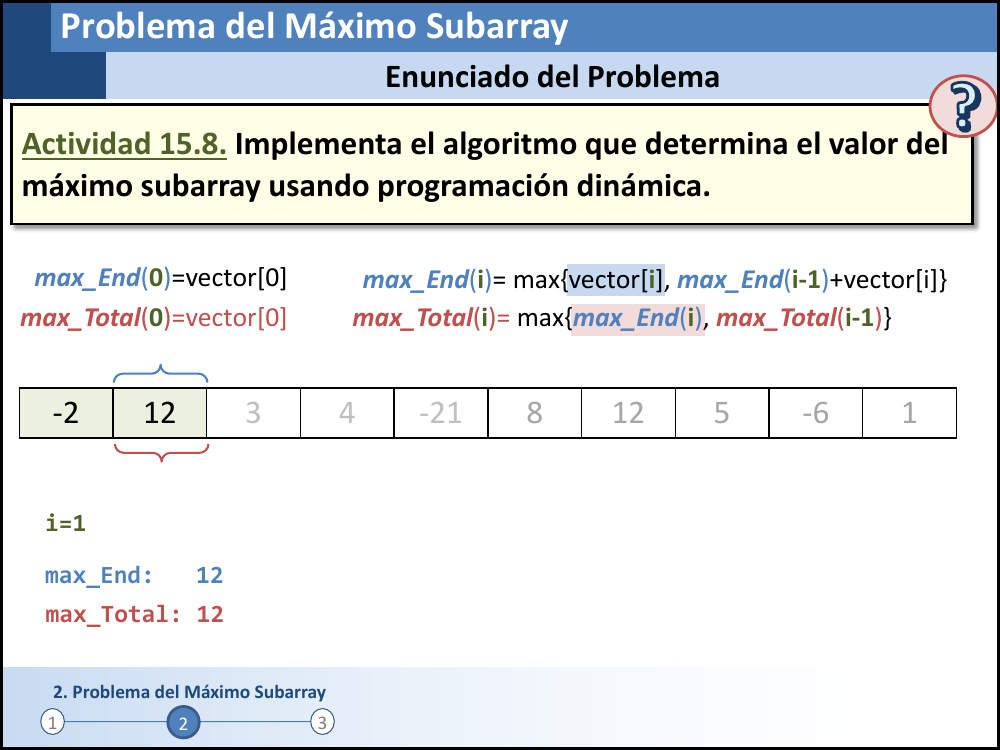 Problema del Máximo Subarray
Enunciado del Problema
?
Actividad 15.8. Implementa el algoritmo que determina el valor del
máximo subarray usando programación dinámica.
max_End(0)=vector[0]
max_End(i)= max{vector[i], max_End(i-1)+vector[i]}
max_Total(0)=vector[0]
max_Total(i)= max{max_End(i), max_Total(i-1)}
-2 12 3 4 -21 8 12 5 -6 1
i=1
max_End: 12
max_Total: 12
2. Problema del Máximo Subarray
1 2 3